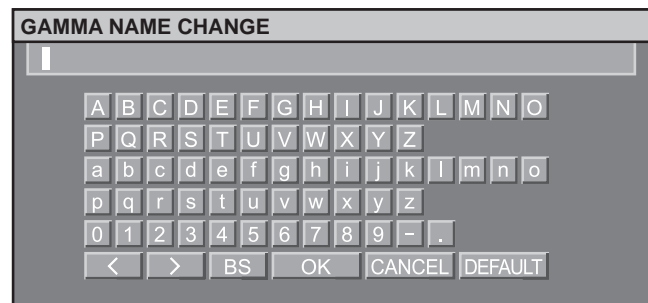 GAMMA NAME CHANGE
A B C D E F G H I J K L M N O
P Q R S T U V W X Y Z
a b c d e f g h i j k l m n o
p q r s t u v w x y z
0 1 2 3 4 5 6 7 8 9 - .
< > BS OK CANCEL DEFAULT